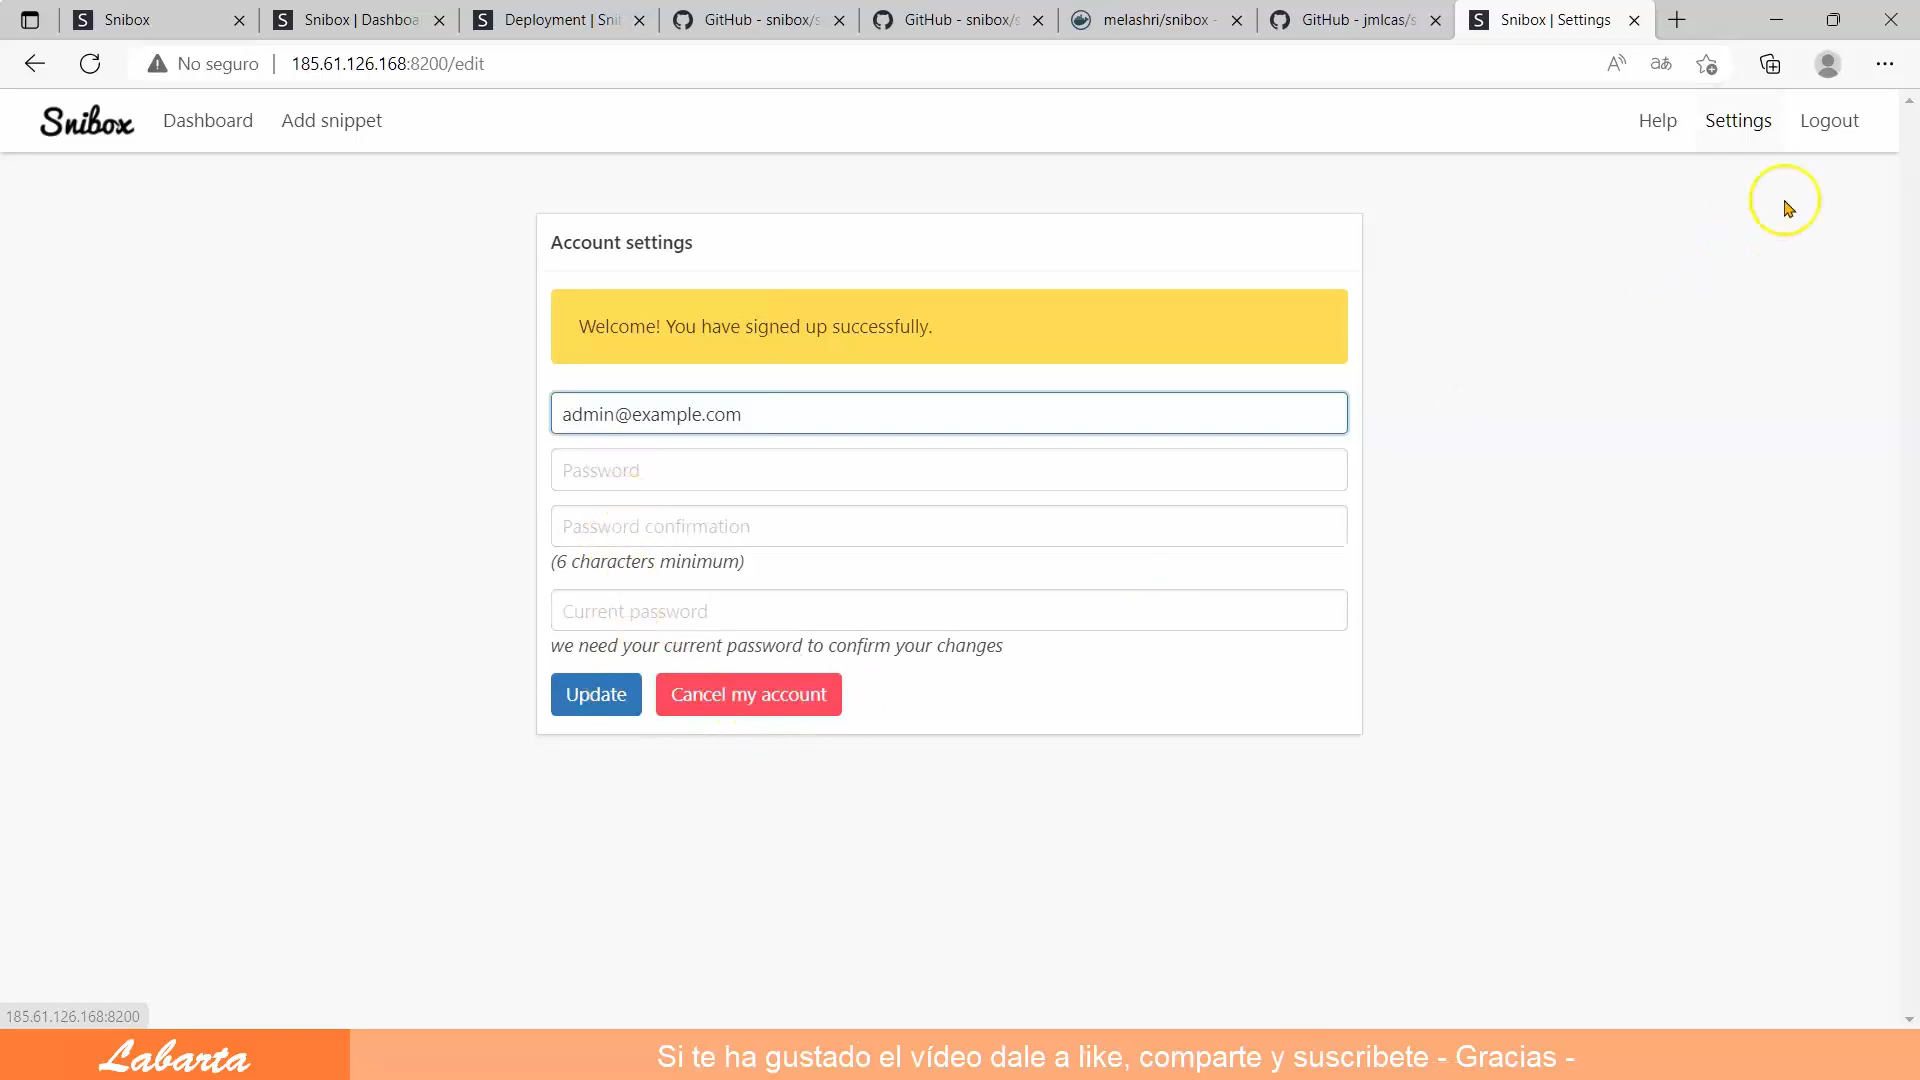 Snibox
Snibox | Dashboa
Deployment | Sni
GitHub - snibox/s
GitHub - snibox/s
melashri/snibox -
GitHub - jmlcas/s
Snibox | Settings
No seguro
185.61.126.168:8200/edit
Snibox
Dashboard
Add snippet
Help
Settings
Logout
Account settings
Welcome! You have signed up successfully.
admin@example.com
Password
Password confirmation
(6 characters minimum)
Current password
we need your current password to confirm your changes
Update
Cancel my account
185.61.126.168:8200
Labarta
Si te ha gustado el vídeo dale a like, comparte y suscribete - Gracias -